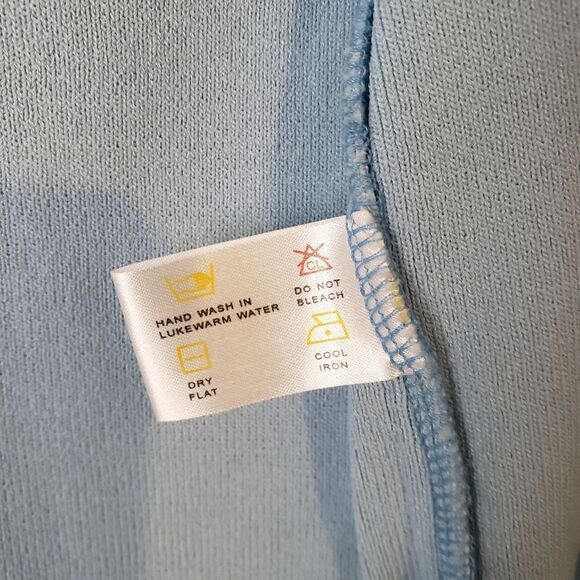 CL
HAND WASH IN
LUKEWARM WATER
DO NOT
BLEACH
DRY
FLAT
COOL
IRON